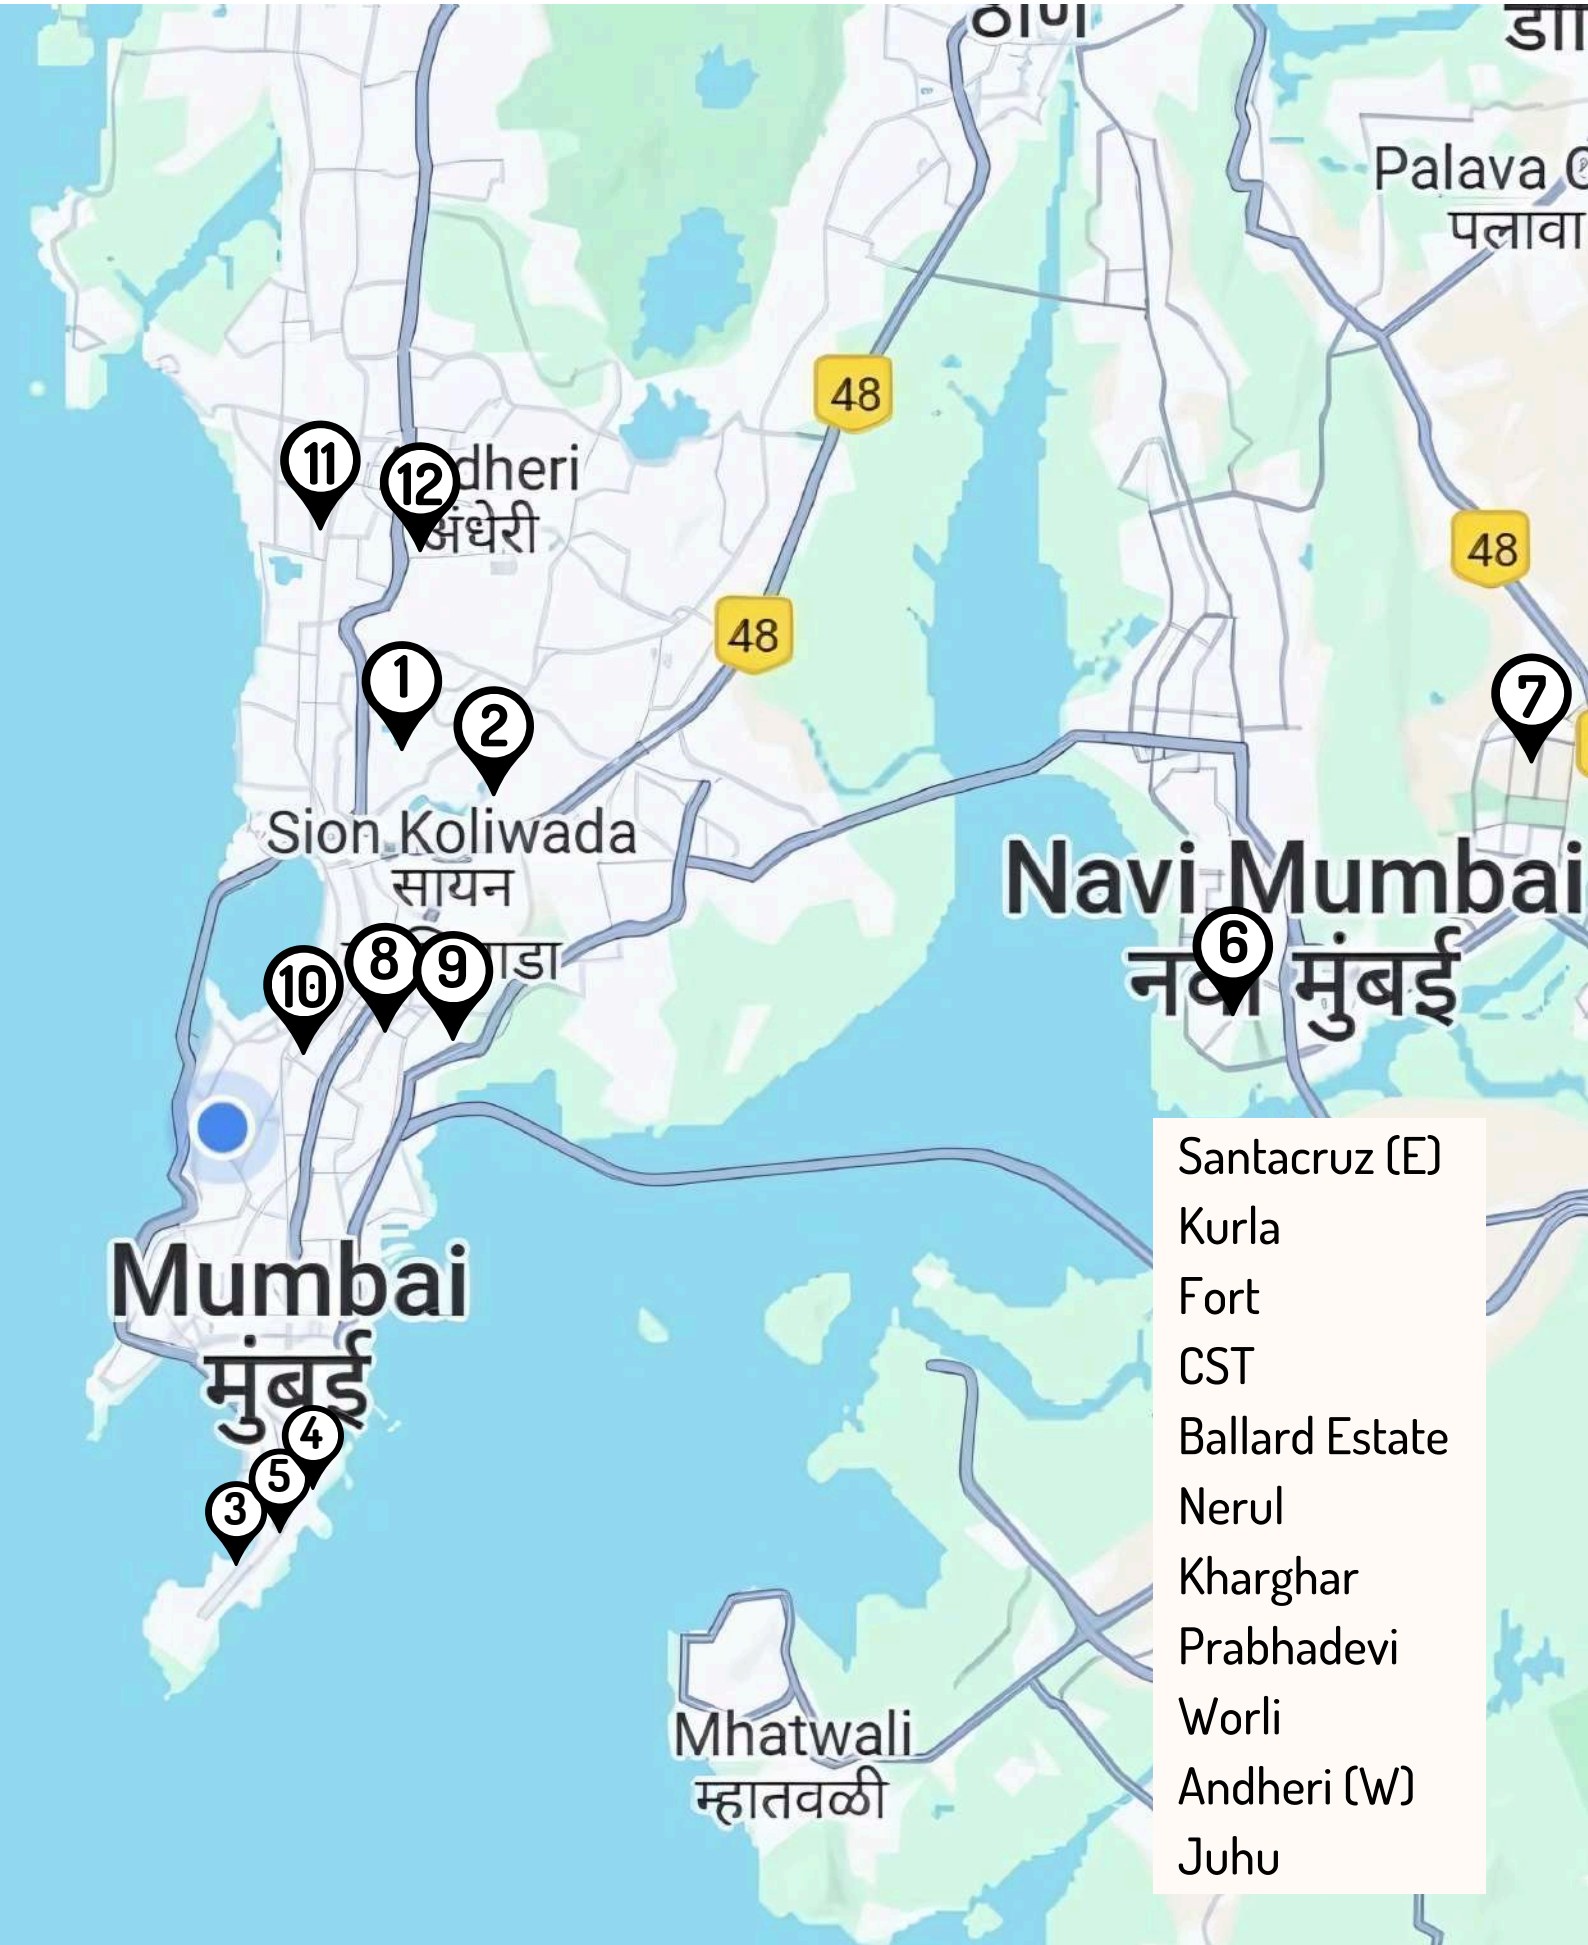 ठाणे
डों
Palava C
पलावा
48
11
12
dheri
अंधेरी
48
48
1
2
7
Sion Koliwada
सायन
Navi Mumbai
नवी मुंबई
6
8
9
10
वाडा
Mumbai
मुंबई
4
5
3
Mhatwali
म्हातवळी
Santacruz (E)
Kurla
Fort
CST
Ballard Estate
Nerul
Kharghar
Prabhadevi
Worli
Andheri (W)
Juhu